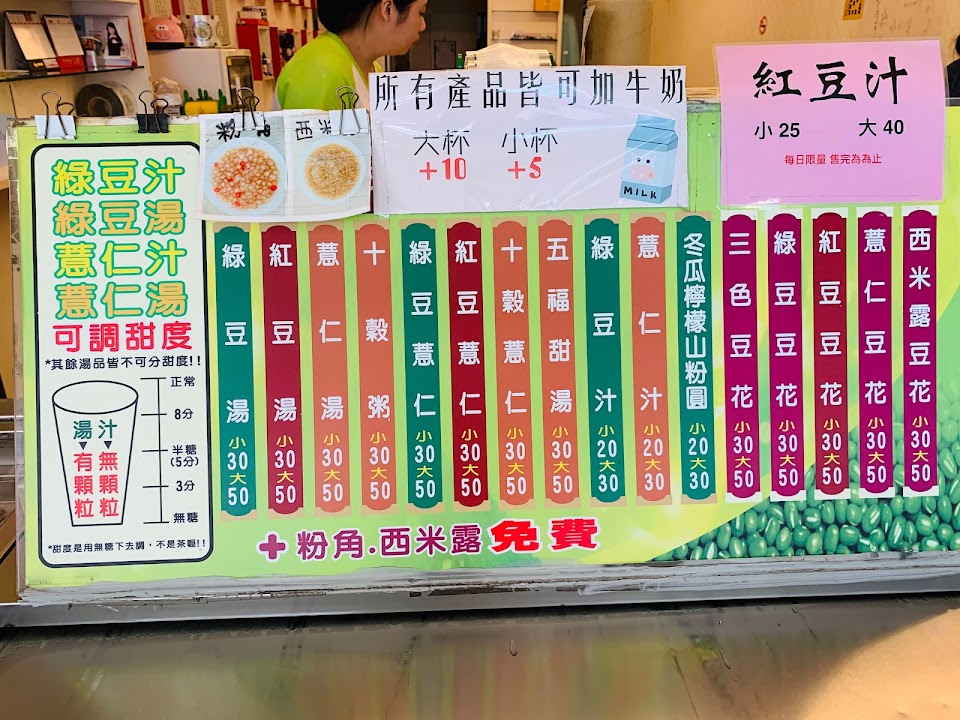 粉角
西米
所有產品皆可加牛奶
大杯 小杯
+10 +5
MILK
紅豆汁
小 25 大 40
每日限量 售完為止
綠豆汁
綠豆湯
薏仁汁
薏仁湯
可調甜度
*其餘湯品皆不可分甜度!!
正常
8分
半糖
(5分)
3分
無糖
湯 汁
有顆粒 無顆粒
*甜度是用無糖下去調,不是茶喔!!
綠豆湯 小30 大50
紅豆湯 小30 大50
薏仁湯 小30 大50
十穀粥 小30 大50
綠豆薏仁 小30 大50
紅豆薏仁 小30 大50
十穀薏仁 小30 大50
五福甜湯 小30 大50
綠豆汁 小20 大30
薏仁汁 小20 大30
冬瓜檸檬山粉圓 小20 大30
三色豆花 小30 大50
綠豆豆花 小30 大50
紅豆豆花 小30 大50
薏仁豆花 小30 大50
西米露豆花 小30 大50
+粉角.西米露免費